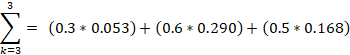 3
∑ = (0.3 * 0.053) + (0.6 * 0.290) + (0.5 * 0.168)
k=3